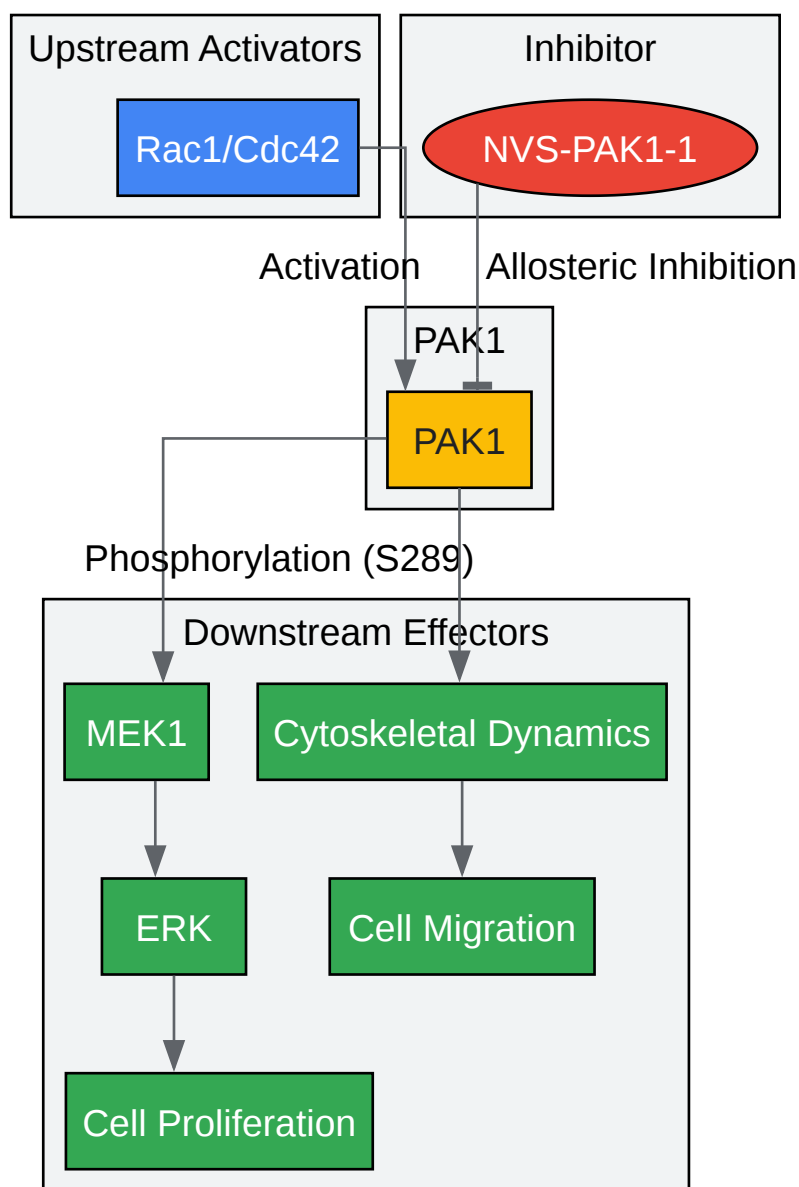 Upstream Activators
Inhibitor
Rac1/Cdc42
NVS-PAK1-1
Activation
Allosteric Inhibition
PAK1
PAK1
Phosphorylation (S289)
Downstream Effectors
MEK1
Cytoskeletal Dynamics
ERK
Cell Migration
Cell Proliferation